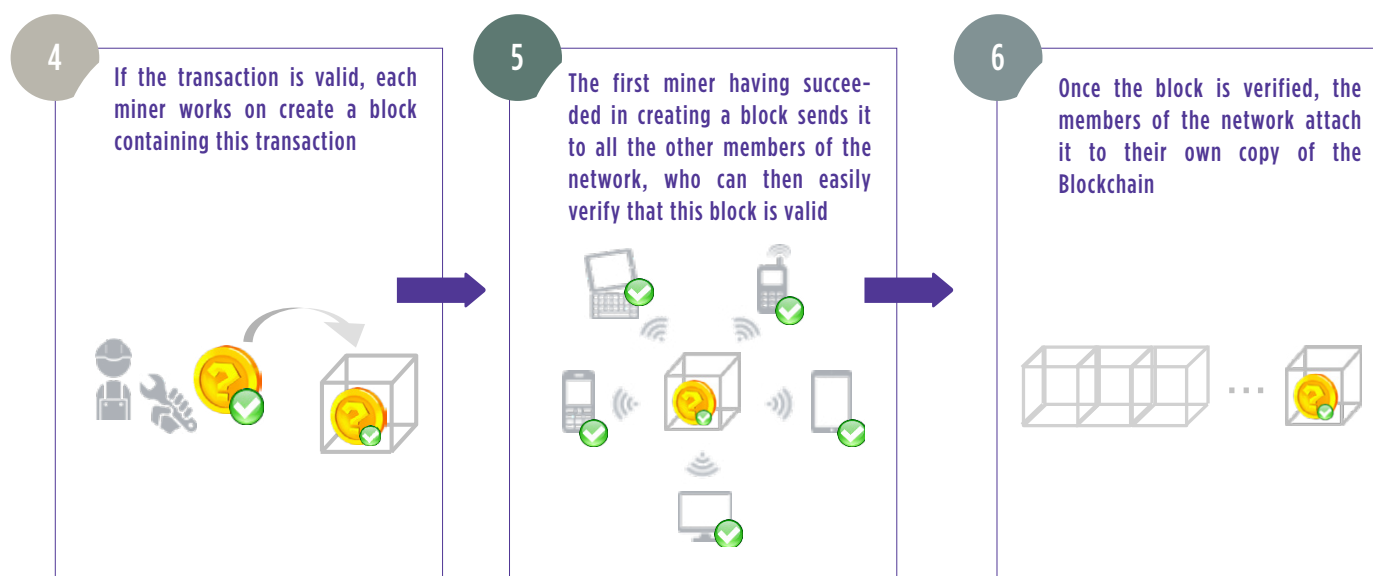 4
If the transaction is valid, each
miner works on create a block
containing this transaction
5
The first miner having succee-
ded in creating a block sends it
to all the other members of the
network, who can then easily
verify that this block is valid
6
Once the block is verified, the
members of the network attach
it to their own copy of the
Blockchain
...